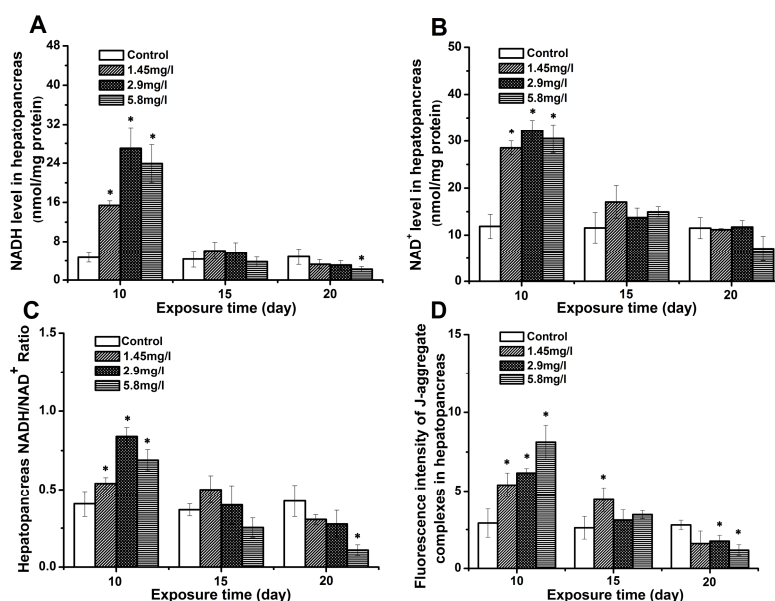 A
NADH level in hepatopancreas
(nmol/mg protein)
48
36
24
12
0
Control
1.45mg/l
2.9mg/l
5.8mg/l
*
*
*
*
10
15
20
Exposure time (day)
B
NAD+ level in hepatopancreas
(nmol/mg protein)
50
40
30
20
10
0
Control
1.45mg/l
2.9mg/l
5.8mg/l
*
*
*
10
15
20
Exposure time (day)
C
Hepatopancreas NADH/NAD+ Ratio
1.5
1.0
0.5
0.0
Control
1.45mg/l
2.9mg/l
5.8mg/l
*
*
*
*
10
15
20
Exposure time (day)
D
Fluorescence intensity of J-aggregate
complexes in hepatopancreas
15
10
5
0
Control
1.45mg/l
2.9mg/l
5.8mg/l
*
*
*
*
*
*
10
15
20
Exposure time (day)